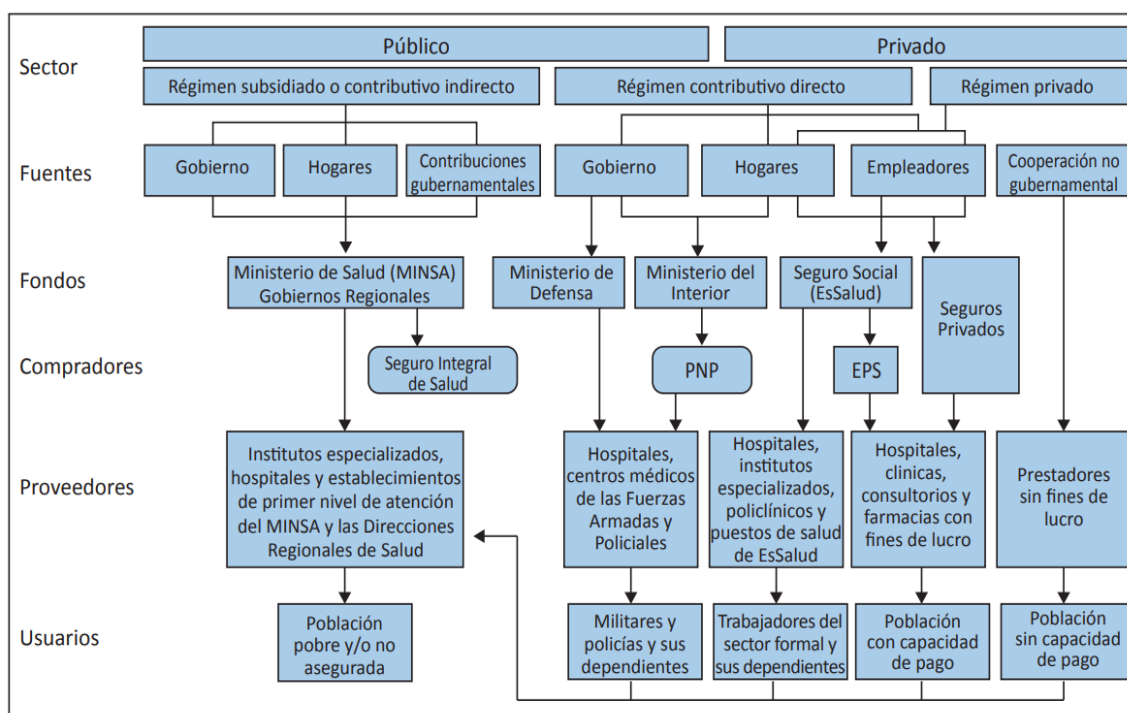 Sector
Público
Privado
Régimen subsidiado o contributivo indirecto
Régimen contributivo directo
Régimen privado
Fuentes
Gobierno
Hogares
Contribuciones
gubernamentales
Gobierno
Hogares
Empleadores
Cooperación no
gubernamental
Fondos
Ministerio de Salud (MINSA)
Gobiernos Regionales
Ministerio de
Defensa
Ministerio del
Interior
Seguro Social
(EsSalud)
Seguros
Privados
Compradores
Seguro Integral
de Salud
PNP
EPS
Proveedores
Institutos especializados,
hospitales y establecimientos
de primer nivel de atención
del MINSA y las Direcciones
Regionales de Salud
Hospitales,
centros médicos
de las Fuerzas
Armadas y
Policiales
Hospitales,
institutos
especializados,
policlínicos y
puestos de salud
de EsSalud
Hospitales,
clinicas,
consultorios y
farmacias con
fines de lucro
Prestadores
sin fines de
lucro
Usuarios
Población
pobre y/o no
asegurada
Militares y
policías y sus
dependientes
Trabajadores del
sector formal y
sus dependientes
Población
con capacidad
de pago
Población
sin capacidad
de pago